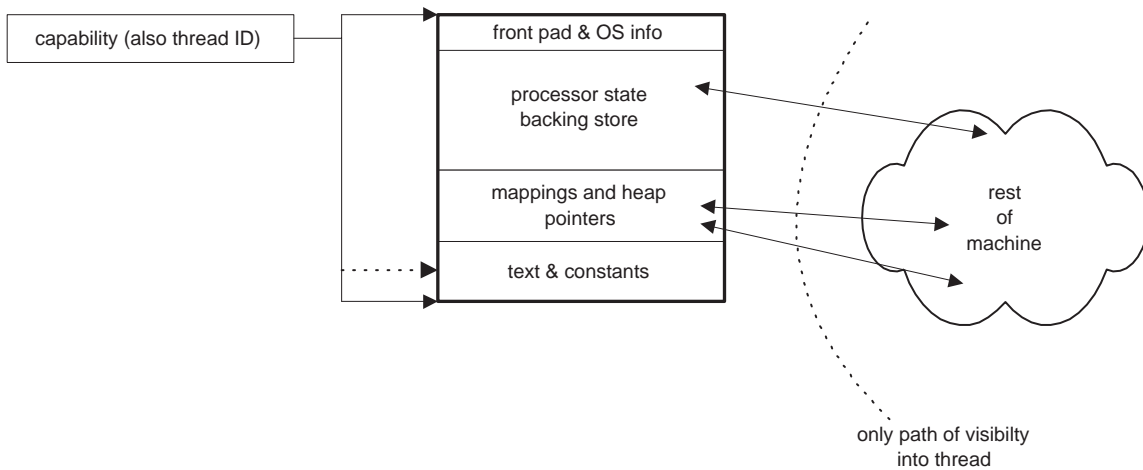 capability (also thread ID)
front pad & OS info
processor state
backing store
mappings and heap
pointers
text & constants
rest
of
machine
only path of visibilty
into thread